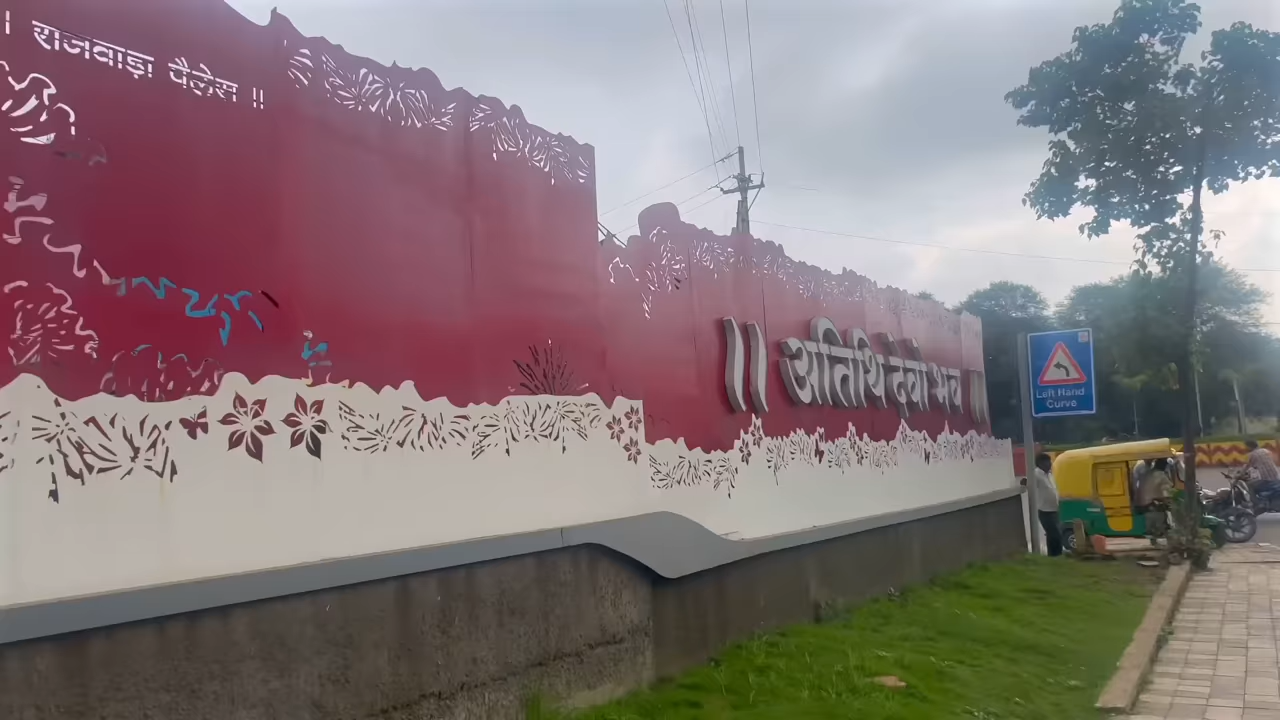 ॥ राजवाड़ा पैलेस ॥
॥ अतिथि देवो भव ॥
Left Hand
Curve